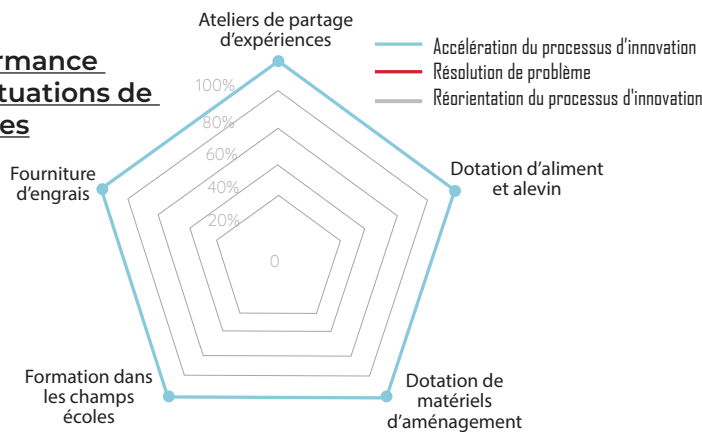 rmance
tuations de
es
Ateliers de partage
d'expériences
Accélération du processus d'innovation
Résolution de problème
Réorientation du processus d'innovation
100%
80%
60%
40%
20%
0
Fourniture
d'engrais
Dotation d'aliment
et alevin
Formation dans
les champs
écoles
Dotation de
matériels
d'aménagement